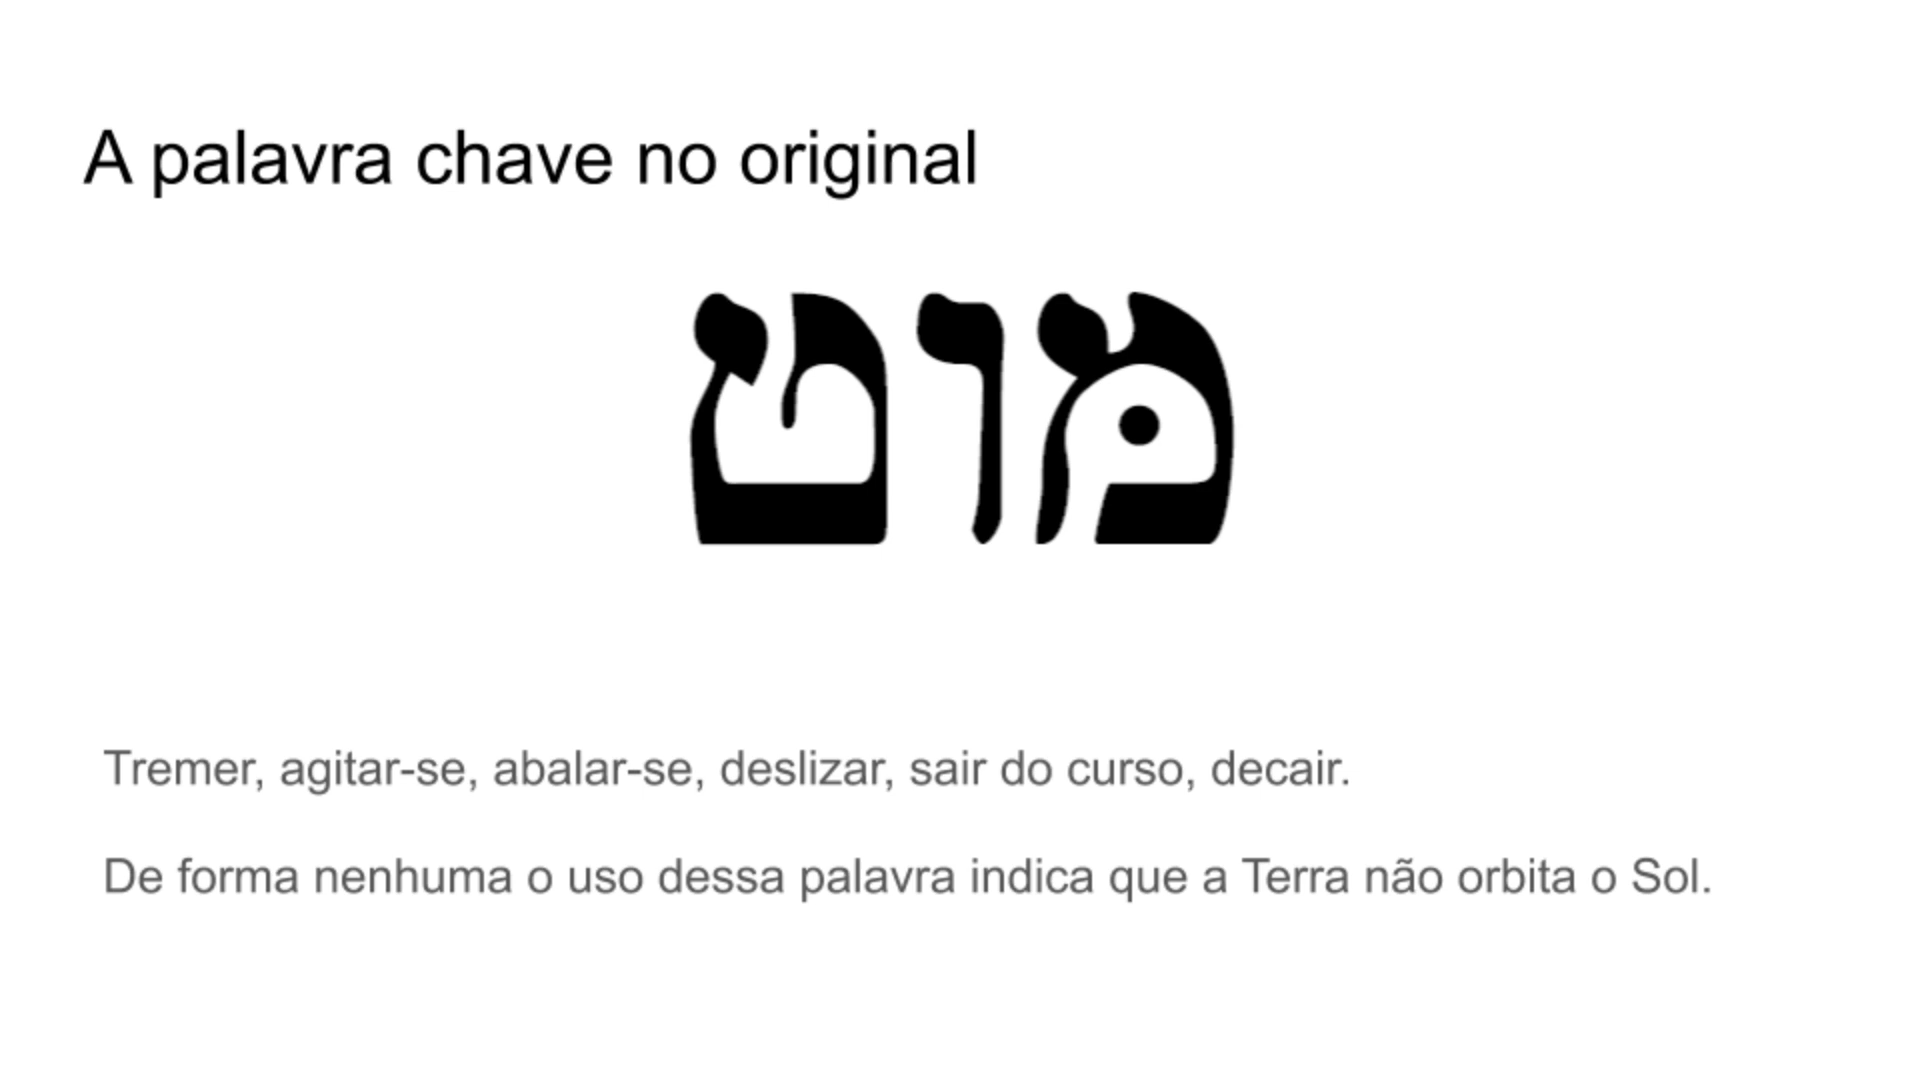 A palavra chave no original
מּוט
Tremer, agitar-se, abalar-se, deslizar, sair do curso, decair.
De forma nenhuma o uso dessa palavra indica que a Terra não orbita o Sol.